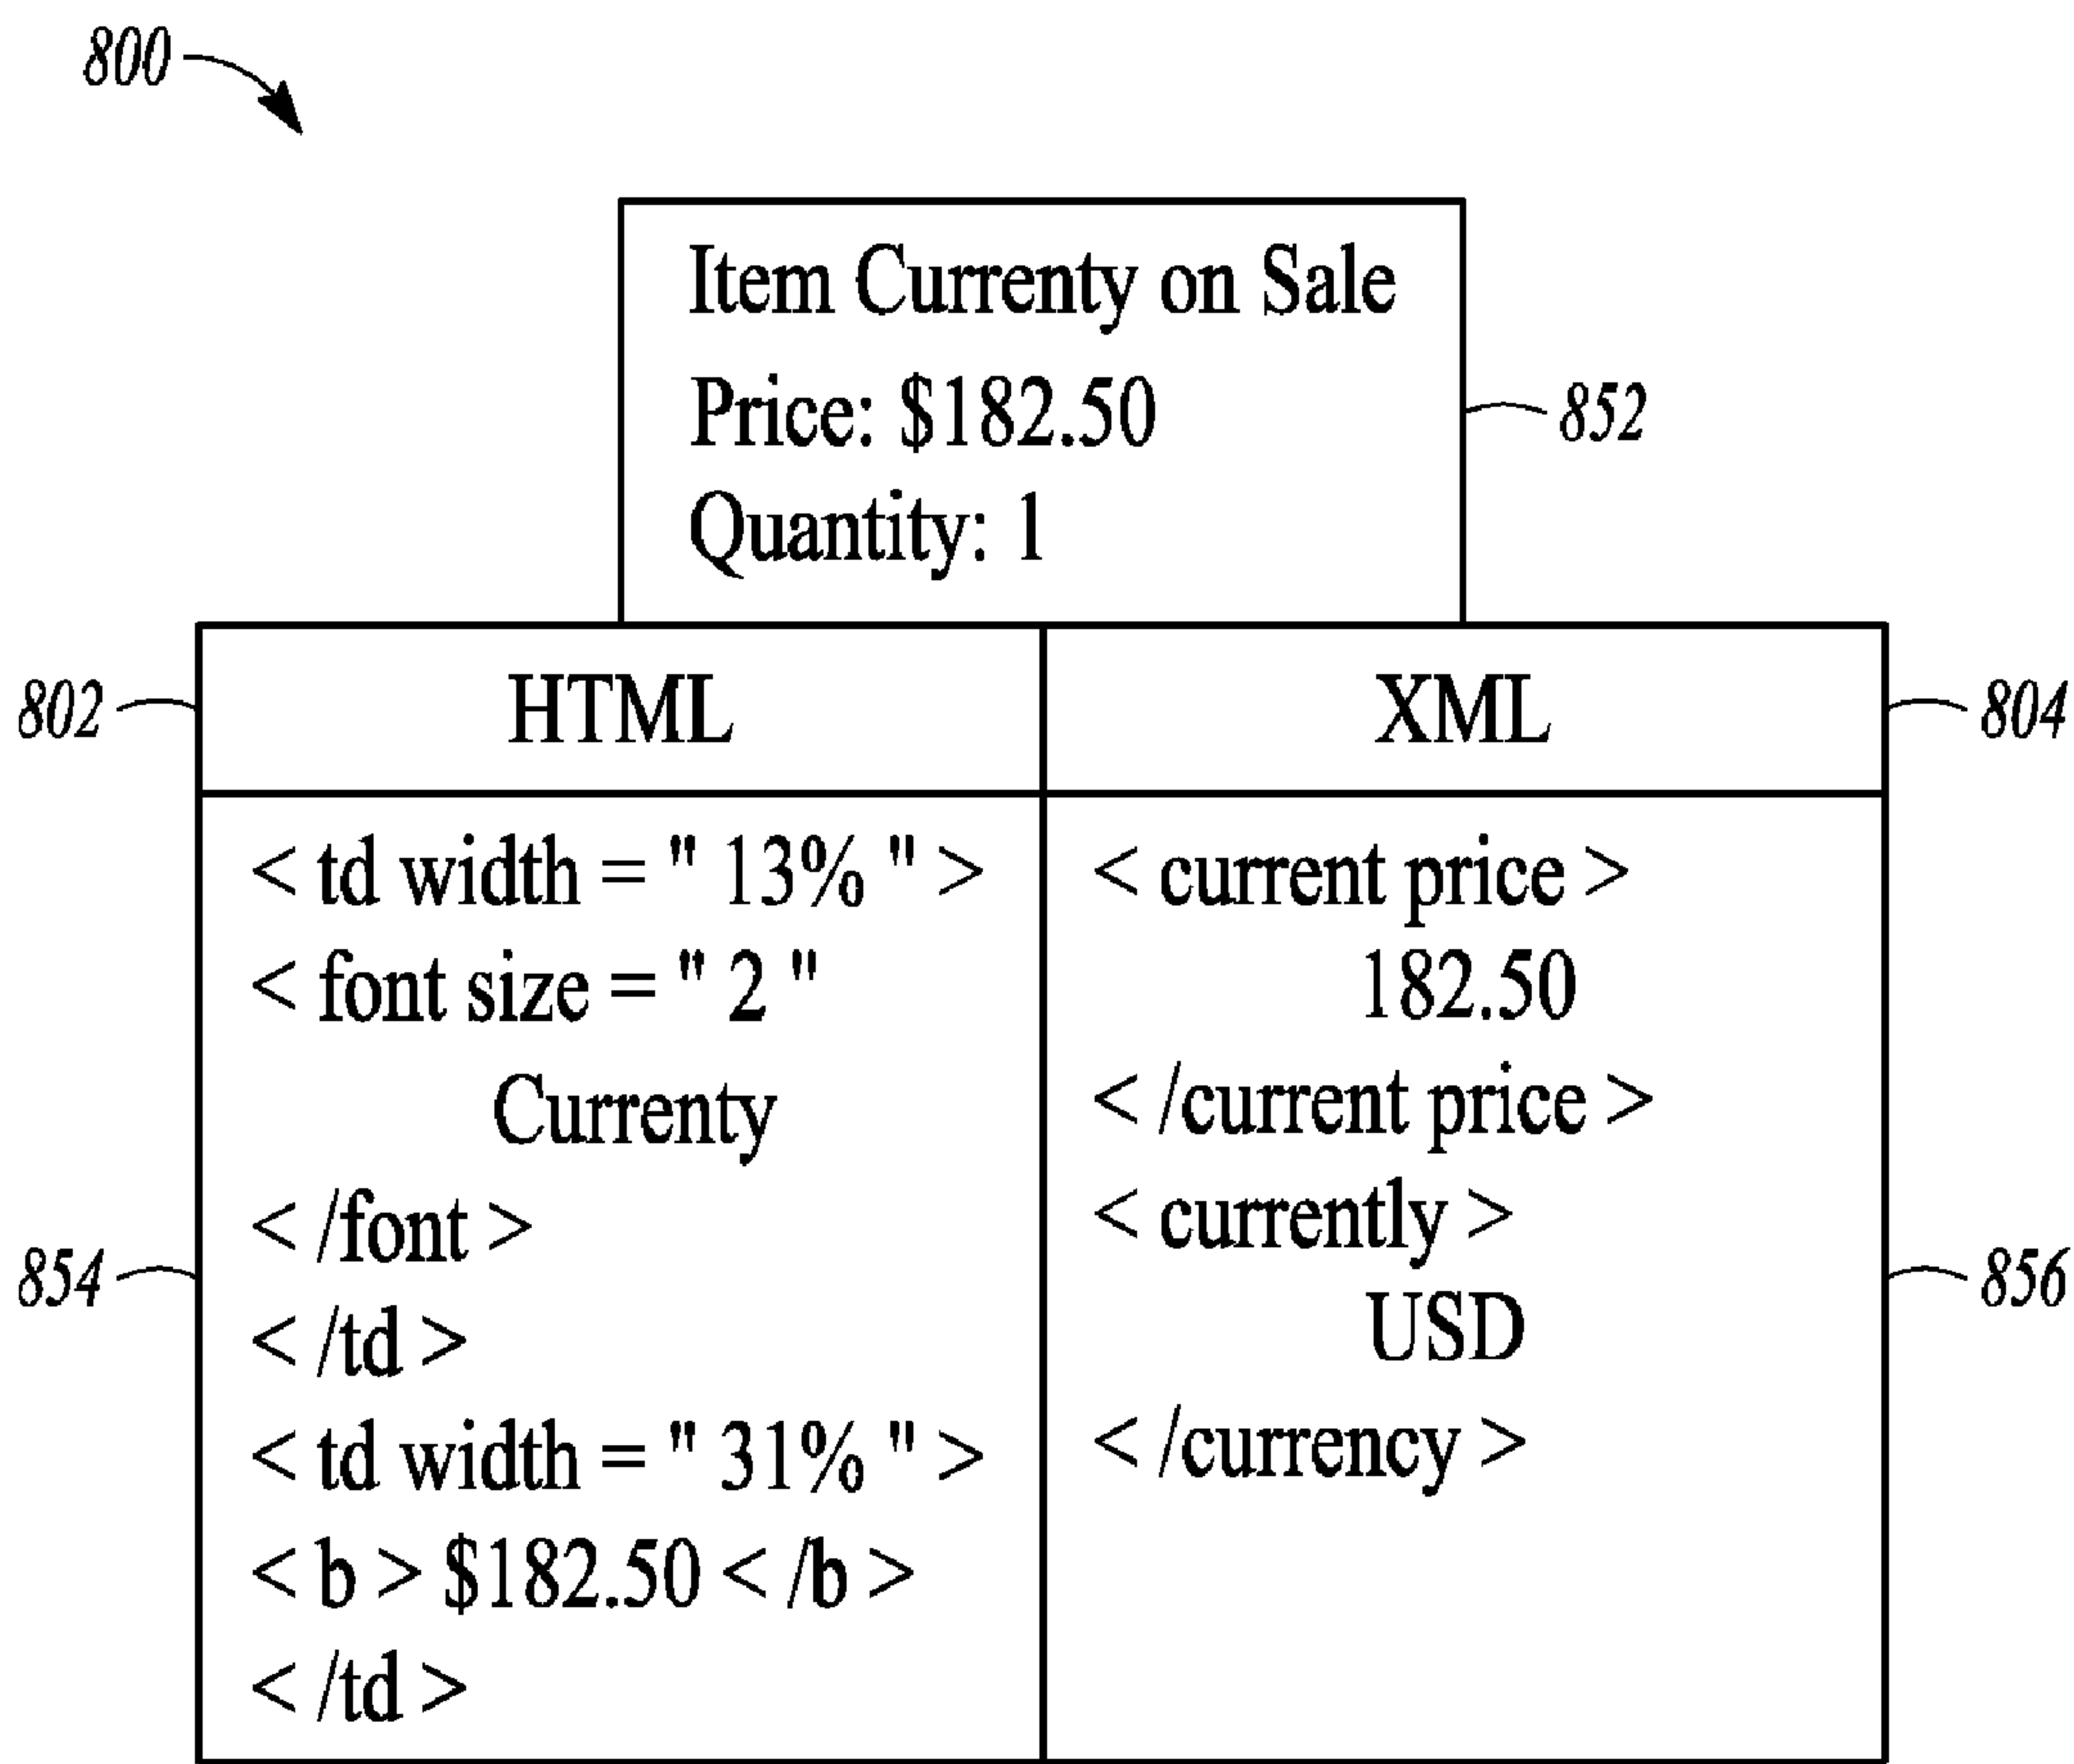 800
Item Currenty on Sale
Price: $182.50
852
Quantity: 1
802
HTML
XML
804
< td width = " 13% " >
< font size = " 2 "
Currenty
< /font >
854
< /td >
< td width = " 31% " >
< b > $182.50 < /b >
< /td >
< current price >
182.50
< /current price >
< currently >
856
USD
< /currency >